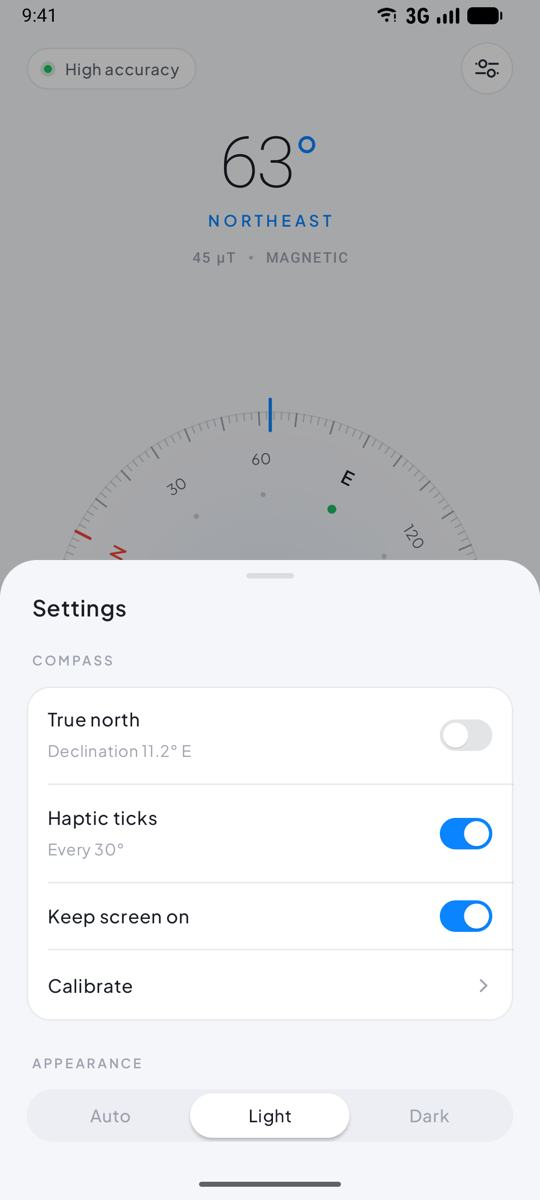 9:41
3G
High accuracy
63°
NORTHEAST
45 µT • MAGNETIC
60
30
E
N
120
Settings
COMPASS
True north
Declination 11.2° E
Haptic ticks
Every 30°
Keep screen on
Calibrate
APPEARANCE
Auto Light Dark